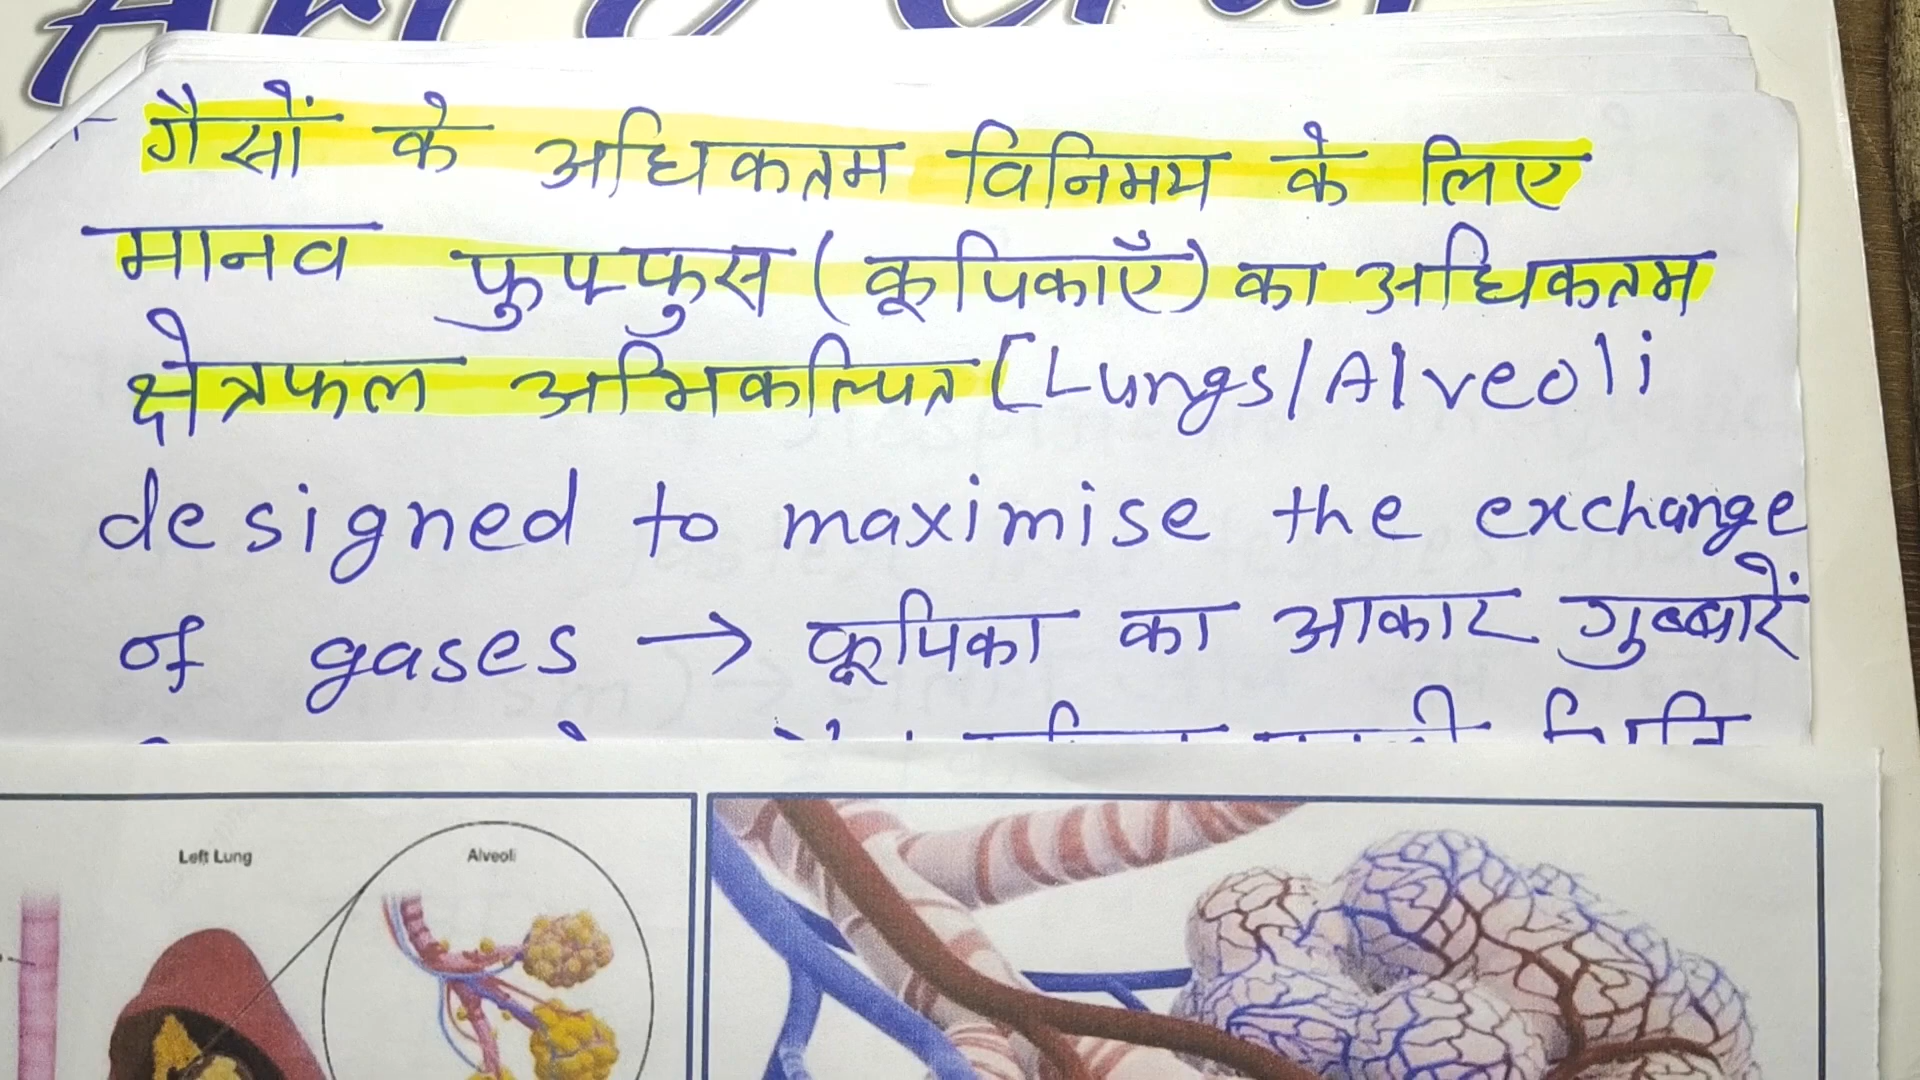 गैसों के अधिकतम विनिमय के लिए
मानव फुफ्फुस (कूपिकाएँ) का अधिकतम
क्षेत्रफल अभिकल्पित [Lungs/Alveoli
designed to maximise the exchange
of gases → कूपिका का आकार गुब्बारें
Left Lung
Alveoli